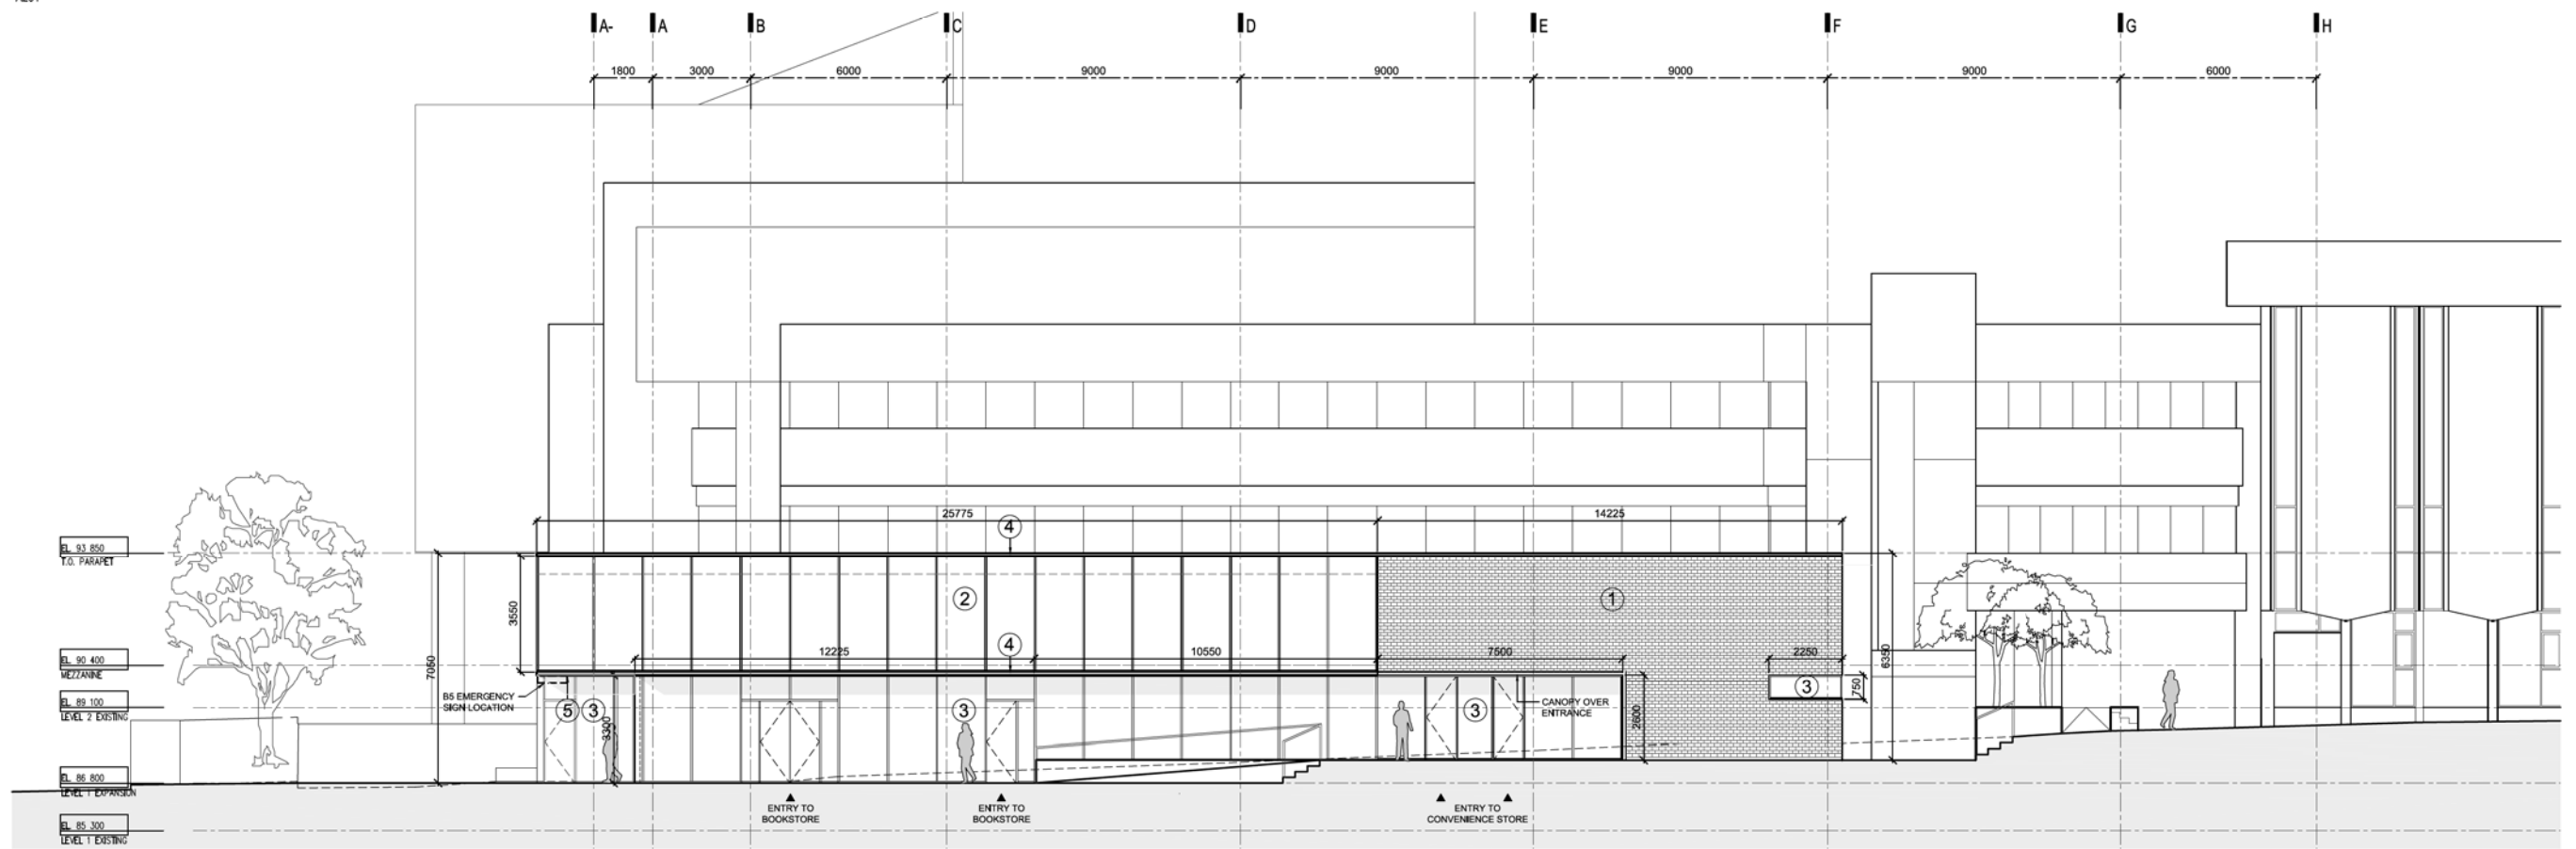 A-
A
B
C
D
E
F
G
H
1800
3000
6000
9000
9000
9000
9000
6000
25775
4
14225
EL. 93 850
T.O. PARAPET
3550
2
1
4
12225
10550
7500
2250
6350
EL. 90 400
MEZZANINE
7050
B5 EMERGENCY
SIGN LOCATION
5
3
3300
3
3
CANOPY OVER
ENTRANCE
2600
3
750
EL. 89 100
LEVEL 2 EXISTING
EL. 86 800
LEVEL 1 EXPANSION
ENTRY TO
BOOKSTORE
ENTRY TO
BOOKSTORE
ENTRY TO
CONVENIENCE STORE
EL. 85 300
LEVEL 1 EXISTING